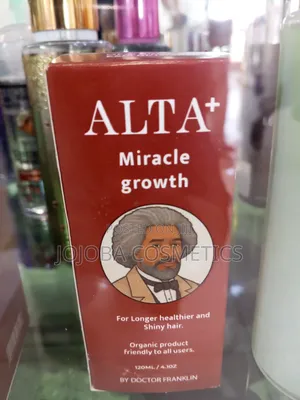 ALTA+
Miracle
growth
JOJOBA COSMETICS
For Longer healthier and
Shiny hair.
Organic product
friendly to all users.
120ML / 4.1OZ
BY DOCTOR FRANKLIN